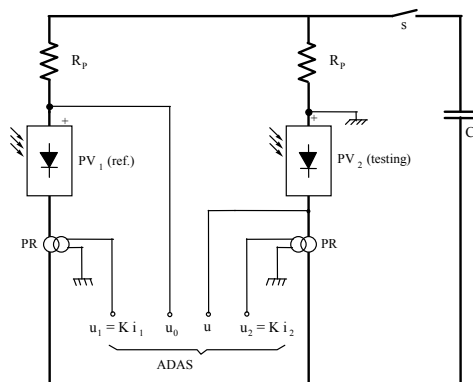 S
R_P
R_P
C
+
+
PV_1 (ref.)
PV_2 (testing)
PR
PR
u_1 = K i_1
u_0
u
u_2 = K i_2
ADAS